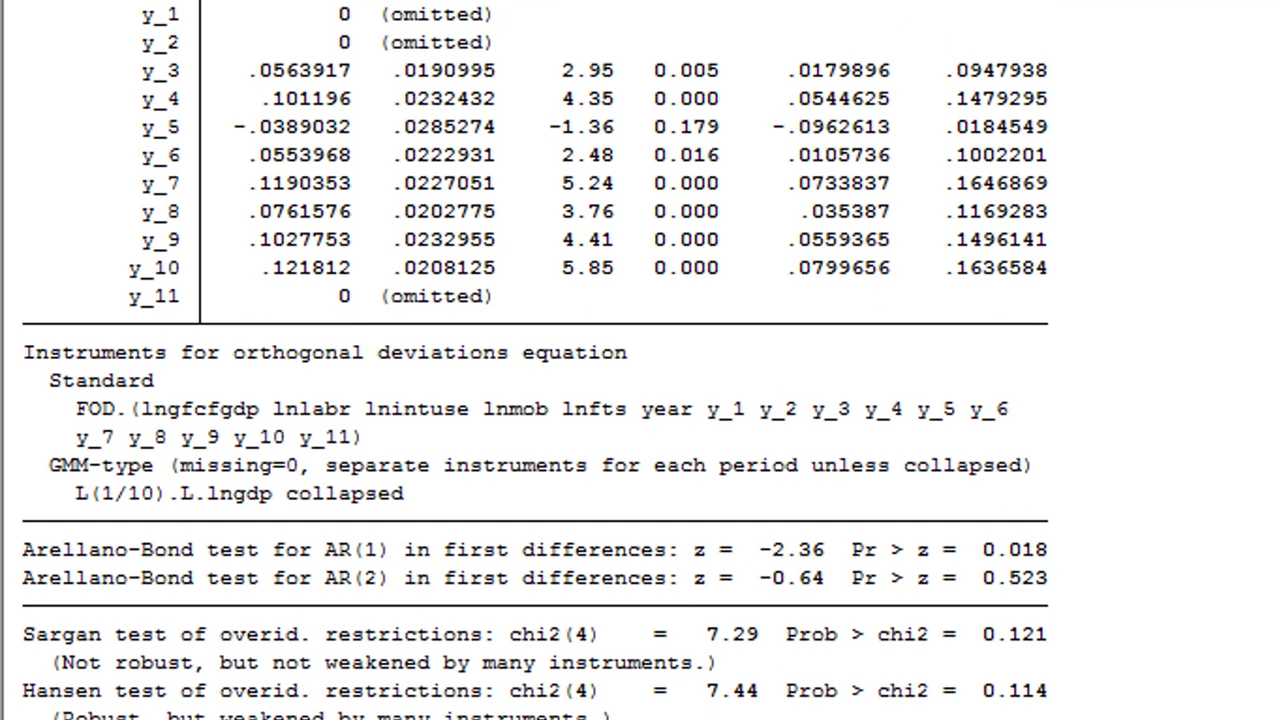 y_1 0 (omitted)
y_2 0 (omitted)
y_3 .0563917 .0190995 2.95 0.005 .0179896 .0947938
y_4 .101196 .0232432 4.35 0.000 .0544625 .1479295
y_5 -.0389032 .0285274 -1.36 0.179 -.0962613 .0184549
y_6 .0553968 .0222931 2.48 0.016 .0105736 .1002201
y_7 .1190353 .0227051 5.24 0.000 .0733837 .1646869
y_8 .0761576 .0202775 3.76 0.000 .035387 .1169283
y_9 .1027753 .0232955 4.41 0.000 .0559365 .1496141
y_10 .121812 .0208125 5.85 0.000 .0799656 .1636584
y_11 0 (omitted)
Instruments for orthogonal deviations equation
Standard
FOD.(lngfcfgdp lnlabr lnintuse lnmob lnfts year y_1 y_2 y_3 y_4 y_5 y_6
y_7 y_8 y_9 y_10 y_11)
GMM-type (missing=0, separate instruments for each period unless collapsed)
L(1/10).L.lngdp collapsed
Arellano-Bond test for AR(1) in first differences: z = -2.36 Pr > z = 0.018
Arellano-Bond test for AR(2) in first differences: z = -0.64 Pr > z = 0.523
Sargan test of overid. restrictions: chi2(4) = 7.29 Prob > chi2 = 0.121
(Not robust, but not weakened by many instruments.)
Hansen test of overid. restrictions: chi2(4) = 7.44 Prob > chi2 = 0.114
(Robust, but weakened by many instruments.)